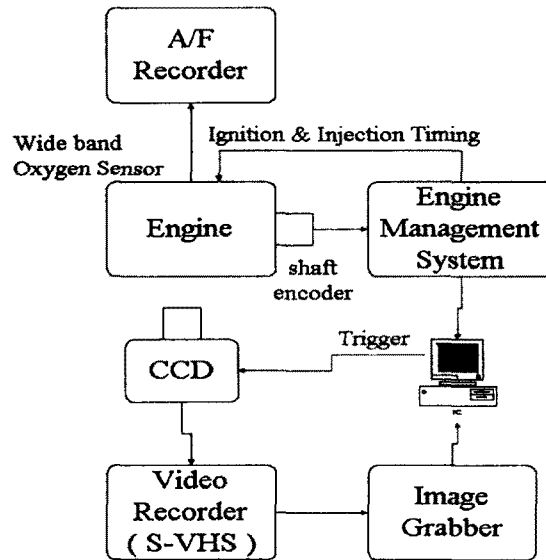 A/F
Recorder
Wide band
Oxygen Sensor
Ignition & Injection Timing
Engine
shaft
encoder
Engine
Management
System
CCD
Trigger
PC
Video
Recorder
( S-VHS )
Image
Grabber